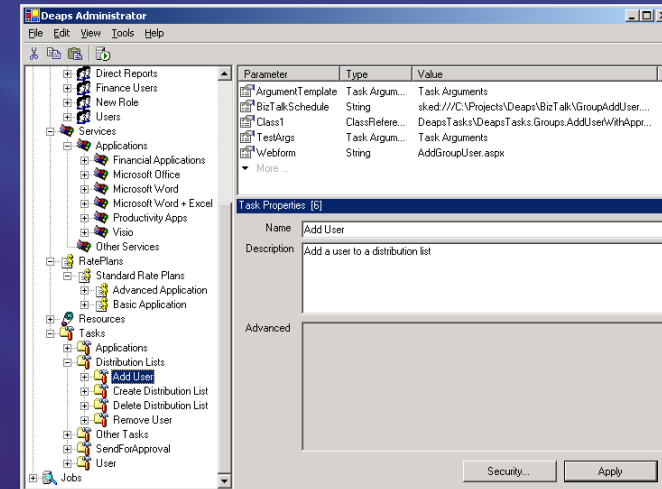 Deaps Administrator
File Edit View Tools Help
Direct Reports
Finance Users
New Role
Users
Services
Applications
Financial Applications
Microsoft Office
Microsoft Word
Microsoft Word + Excel
Productivity Apps
Visio
Other Services
RatePlans
Standard Rate Plans
Advanced Application
Basic Application
Resources
Tasks
Applications
Distribution Lists
Add User
Create Distribution List
Delete Distribution List
Remove User
Other Tasks
SendForApproval
User
Jobs
Parameter Type Value
ArgumentTemplate Task Argum... Task Arguments
BizTalkSchedule String sked:///C:\Projects\Deaps\BizTalk\GroupAddUser....
Class1 ClassRefere... DeapsTasks\DeapsTasks.Groups.AddUserWithAppr...
TestArgs Task Argum... Task Arguments
Webform String AddGroupUser.aspx
More ...
Task Properties [6]
Name Add User
Description Add a user to a distribution list
Advanced
Security... Apply